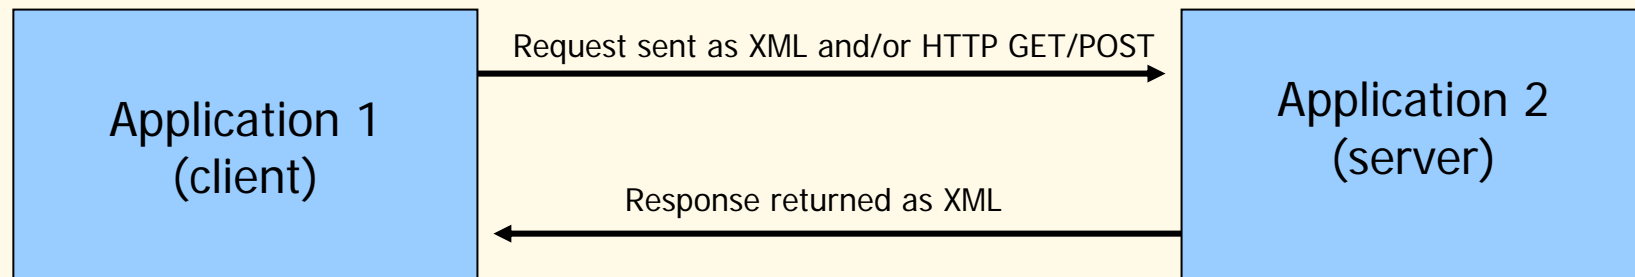 Application 1
(client)
Request sent as XML and/or HTTP GET/POST
Response returned as XML
Application 2
(server)